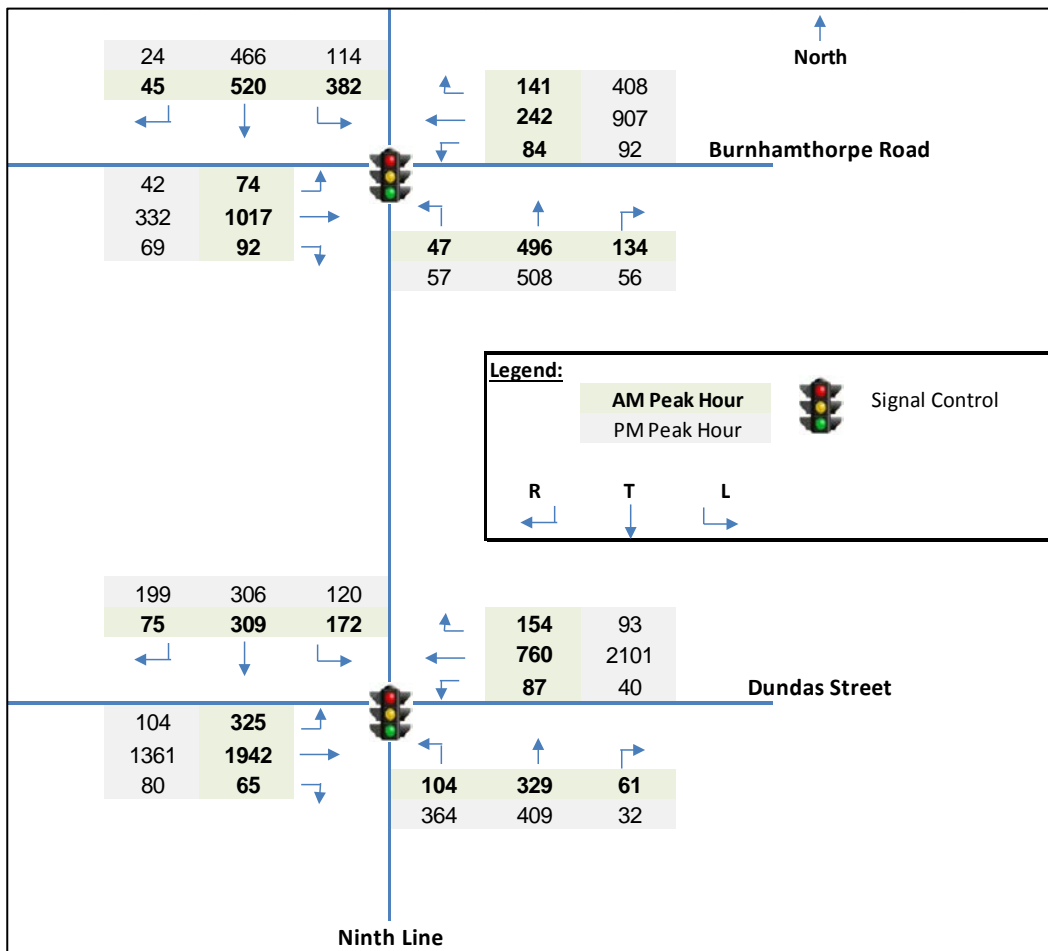 North
24 466 114
45 520 382
141 408
242 907
84 92
Burnhamthorpe Road
42 74
332 1017
69 92
47 496 134
57 508 56
Legend:
AM Peak Hour
PM Peak Hour
Signal Control
R T L
199 306 120
75 309 172
154 93
760 2101
87 40
Dundas Street
104 325
1361 1942
80 65
104 329 61
364 409 32
Ninth Line